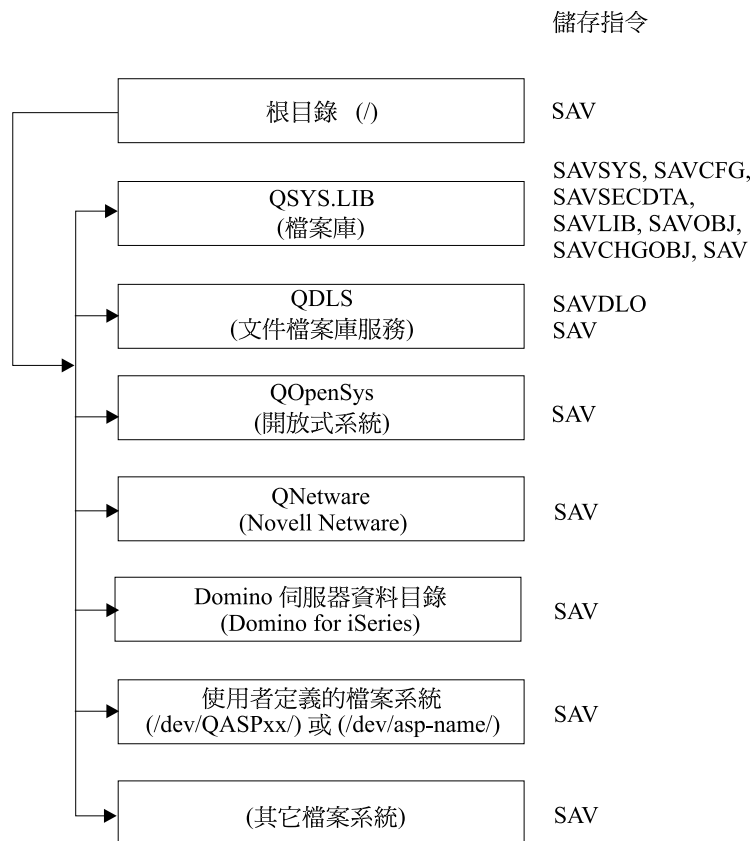 儲存指令
根目錄 (/)
SAV
QSYS.LIB
(檔案庫)
SAVSYS, SAVCFG,
SAVSECDTA,
SAVLIB, SAVOBJ,
SAVCHGOBJ, SAV
QDLS
(文件檔案庫服務)
SAVDLO
SAV
QOpenSys
(開放式系統)
SAV
QNetware
(Novell Netware)
SAV
Domino 伺服器資料目錄
(Domino for iSeries)
SAV
使用者定義的檔案系統
(/dev/QASPxx/) 或 (/dev/asp-name/)
SAV
(其它檔案系統)
SAV